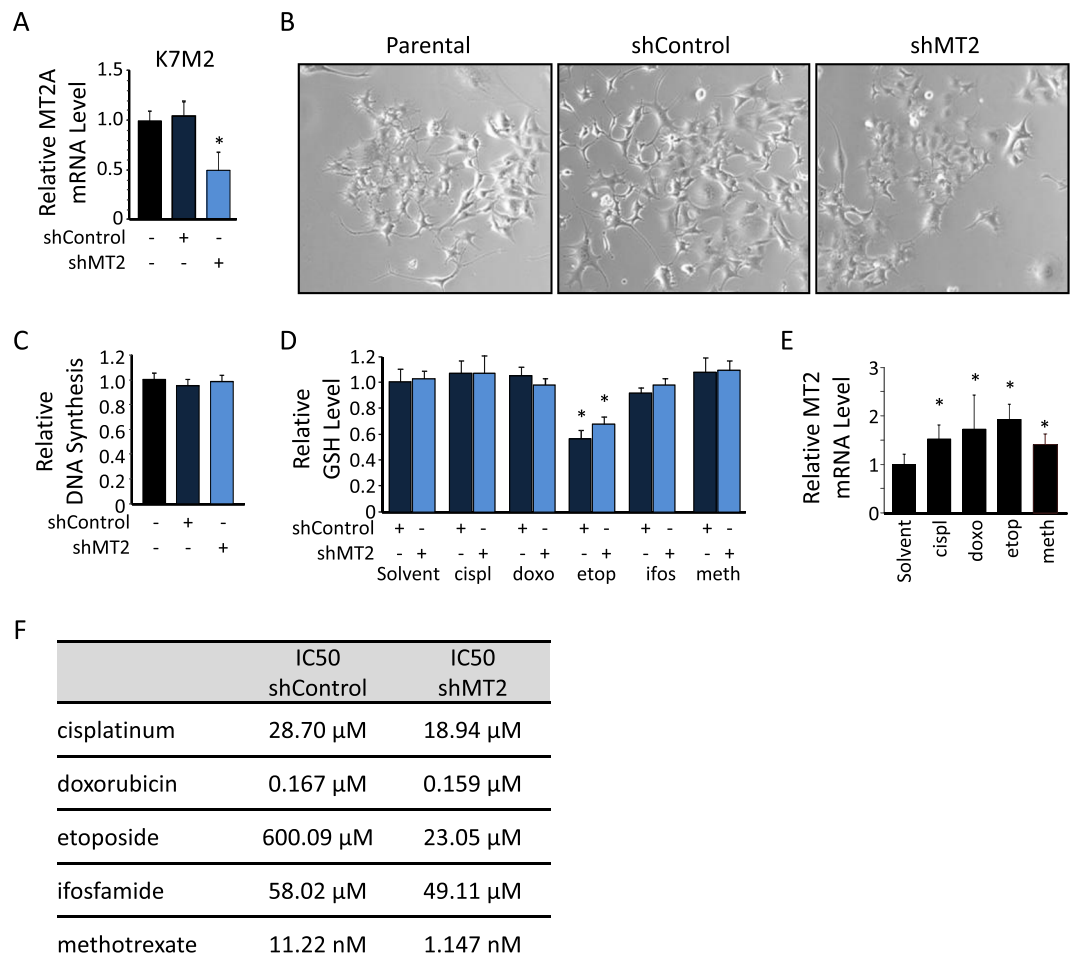 A
K7M2
Relative MT2A
mRNA Level
1.5
1.0
0.5
0
*
shControl - + -
shMT2 - - +
B
Parental shControl shMT2
C
Relative
DNA Synthesis
1.2
1.0
0.8
0.6
0.4
0.2
0
shControl - + -
shMT2 - - +
D
Relative
GSH Level
1.2
1.0
0.8
0.6
0.4
0.2
0
* *
shControl + - + - + - + - + - + -
shMT2 - + - + - + - + - + - +
Solvent cispl doxo etop ifos meth
E
Relative MT2
mRNA Level
3
2
1
0
* * * *
Solvent
cispl
doxo
etop
meth
F
IC50 IC50
shControl shMT2
cisplatinum 28.70 µM 18.94 µM
doxorubicin 0.167 µM 0.159 µM
etoposide 600.09 µM 23.05 µM
ifosfamide 58.02 µM 49.11 µM
methotrexate 11.22 nM 1.147 nM